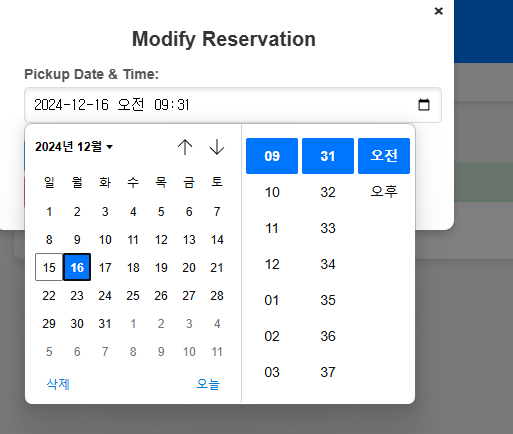 ×
Modify Reservation
Pickup Date & Time:
2024-12-16 오전 09:31
2024년 12월
일 월 화 수 목 금 토
1 2 3 4 5 6 7
8 9 10 11 12 13 14
15 16 17 18 19 20 21
22 23 24 25 26 27 28
29 30 31 1 2 3 4
5 6 7 8 9 10 11
삭제 오늘
09 31 오전
10 32 오후
11 33
12 34
01 35
02 36
03 37